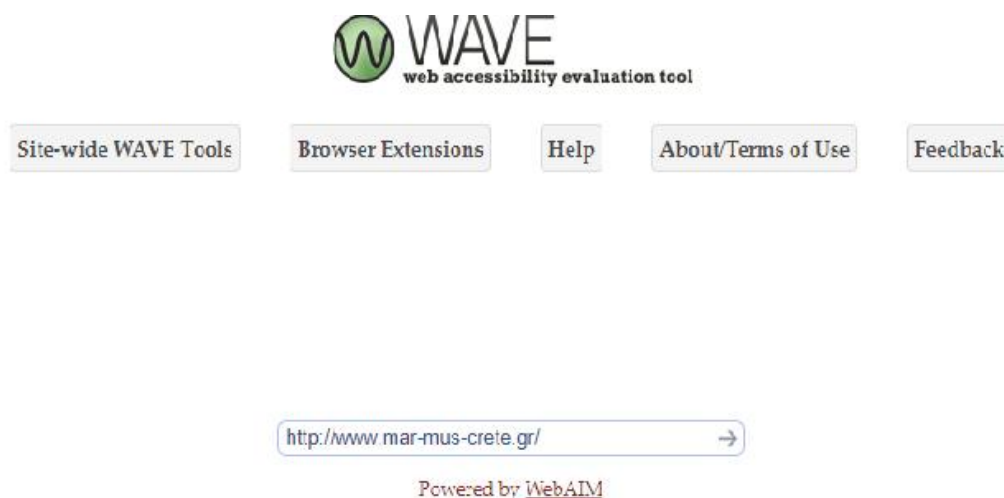 WAVE
web accessibility evaluation tool
Site-wide WAVE Tools Browser Extensions Help About/Terms of Use Feedback
http://www.mar-mus-crete.gr/ →
Powered by WebAIM